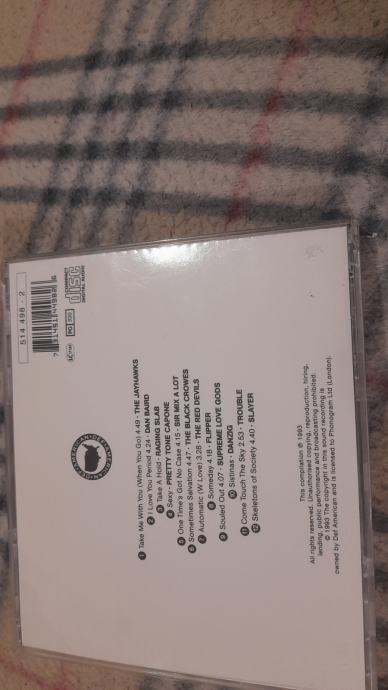 514 498 - 2
COMPACT
disc
DIGITAL AUDIO
1 Take Me With You (When You Go) 4.49 · THE JAYHAWKS
2 I Love You Period 4.24 · DAN BAIRD
3 Take A Hold · RAGING SLAB
4 Sexy · PRETTY TONE CAPONE
5 One Time's Got No Case 4.15 · SIR MIX A LOT
6 Sometimes Salvation 4.47 · THE BLACK CROWES
7 Automatic (W Love) 3.28 · THE RED DEVILS
8 Someday 4.18 · FLIPPER
9 Souled Out 4.07 · SUPREME LOVE GODS
10 Sistinas · DANZIG
11 Come Touch The Sky 2.53 · TROUBLE
12 Skeletons of Society 4.40 · SLAYER
This compilation ℗ 1993
All rights reserved. Unauthorised copying, reproduction, hiring,
lending, public performance and broadcasting prohibited.
© 1993 The copyright in this sound recording is
owned by Def American and is licensed to Phonogram Ltd (London)